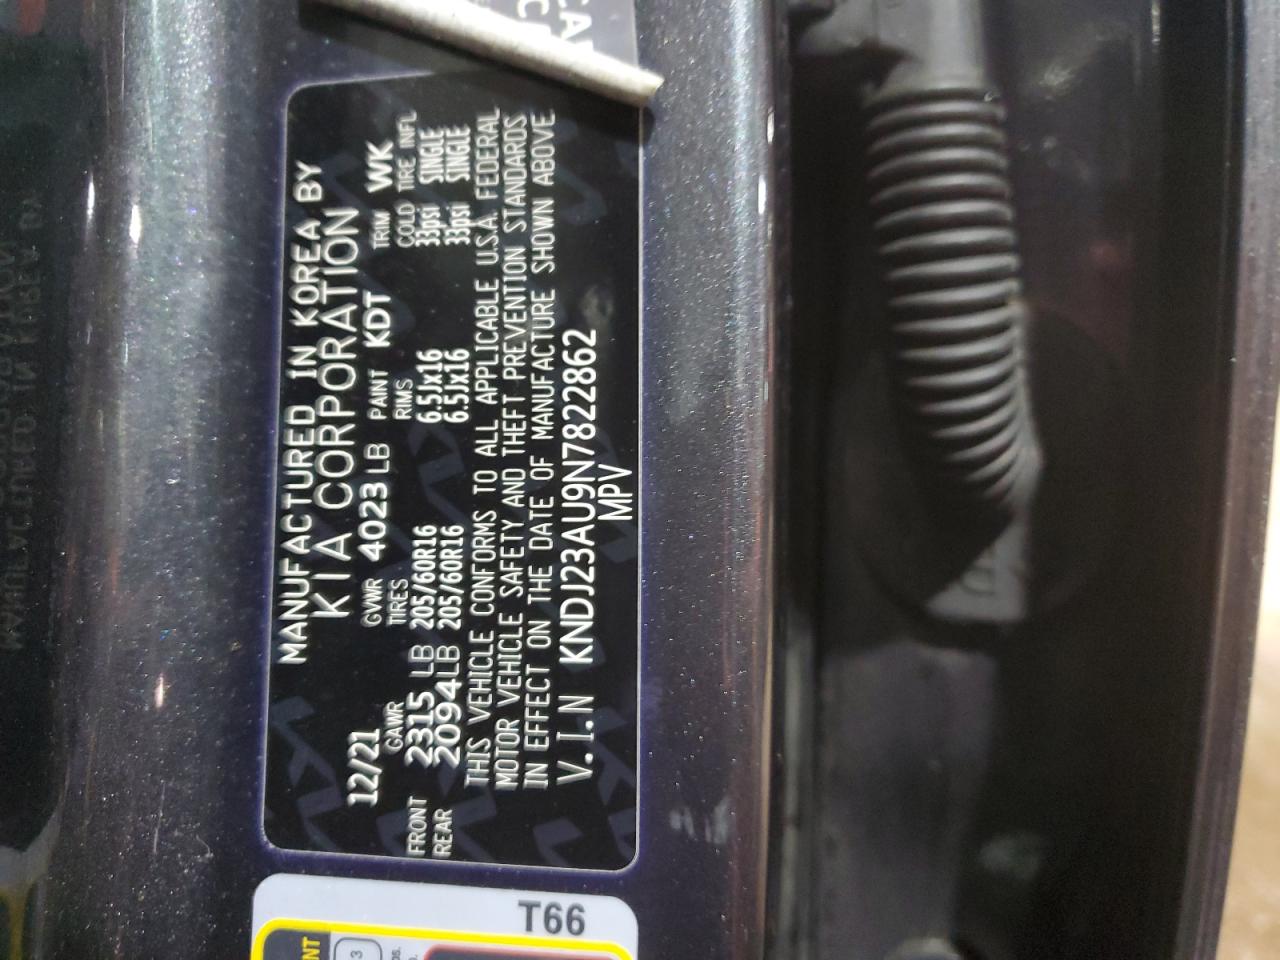 MANUFACTURED IN KOREA BY
KIA CORPORATION
12/21 GVWR 4023 LB PAINT KDT TRIM WK
GAWR TIRES RIMS COLD TIRE INFL
FRONT 2315 LB 205/60R16 6.5Jx16 33psi SINGLE
REAR 2094LB 205/60R16 6.5Jx16 33psi SINGLE
THIS VEHICLE CONFORMS TO ALL APPLICABLE U.S.A. FEDERAL
MOTOR VEHICLE SAFETY AND THEFT PREVENTION STANDARDS
IN EFFECT ON THE DATE OF MANUFACTURE SHOWN ABOVE
V.I.N KNDJ23AU9N7822862
MPV
T66